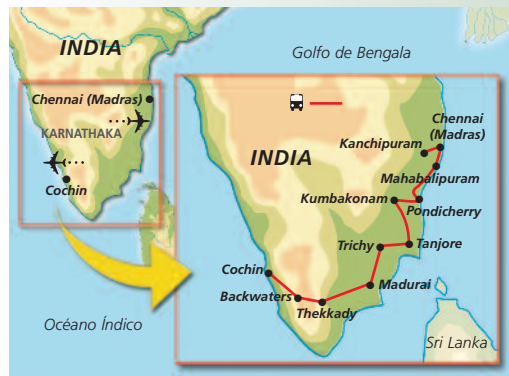 INDIA
Golfo de Bengala
Chennai (Madras)
KARNATHAKA
Cochin
Océano Índico
INDIA
Chennai
(Madras)
Kanchipuram
Mahabalipuram
Kumbakonam
Pondicherry
Trichy
Tanjore
Cochin
Madurai
Backwaters
Thekkady
Sri Lanka